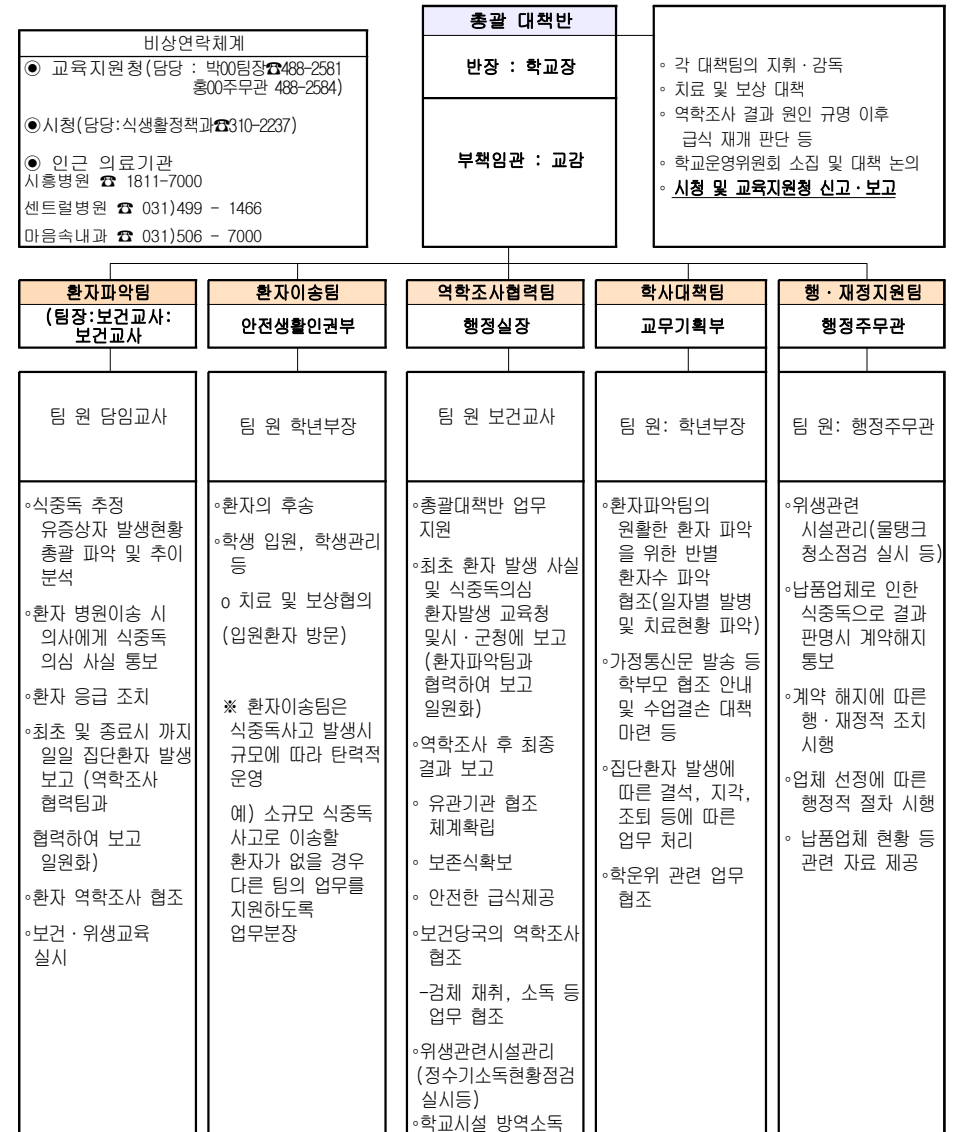 비상연락체계
◉ 교육지원청(담당 : 박00팀장☎488-2581
홍00주무관 488-2584)
◉시청(담당:식생활정책과☎310-2237)
◉ 인근 의료기관
시흥병원 ☎ 1811-7000
센트럴병원 ☎ 031)499 - 1466
마음속내과 ☎ 031)506 - 7000
총괄 대책반
반장 : 학교장
부책임관 : 교감
◦ 각 대책팀의 지휘·감독
◦ 치료 및 보상 대책
◦ 역학조사 결과 원인 규명 이후
급식 재개 판단 등
◦ 학교운영위원회 소집 및 대책 논의
◦ 시청 및 교육지원청 신고·보고
환자파악팀
(팀장:보건교사:
보건교사
팀 원 담임교사
◦식중독 추정
유증상자 발생현황
총괄 파악 및 추이
분석
◦환자 병원이송 시
의사에게 식중독
의심 사실 통보
◦환자 응급 조치
◦최초 및 종료시 까지
일일 집단환자 발생
보고 (역학조사
협력팀과
협력하여 보고
일원화)
◦환자 역학조사 협조
◦보건·위생교육
실시
환자이송팀
안전생활인권부
팀 원 학년부장
◦환자의 후송
◦학생 입원, 학생관리
등
o 치료 및 보상협의
(입원환자 방문)
※ 환자이송팀은
식중독사고 발생시
규모에 따라 탄력적
운영
예) 소규모 식중독
사고로 이송할
환자가 없을 경우
다른 팀의 업무를
지원하도록
업무분장
역학조사협력팀
행정실장
팀 원 보건교사
◦총괄대책반 업무
지원
◦최초 환자 발생 사실
및 식중독의심
환자발생 교육청
및시·군청에 보고
(환자파악팀과
협력하여 보고
일원화)
◦역학조사 후 최종
결과 보고
◦ 유관기관 협조
체계확립
◦ 보존식확보
◦ 안전한 급식제공
◦보건당국의 역학조사
협조
-검체 채취, 소독 등
업무 협조
◦위생관련시설관리
(정수기소독현황점검
실시등)
◦학교시설 방역소독
학사대책팀
교무기획부
팀 원: 학년부장
◦환자파악팀의
원활한 환자 파악
을 위한 반별
환자수 파악
협조(일자별 발병
및 치료현황 파악)
◦가정통신문 발송 등
학부모 협조 안내
및 수업결손 대책
마련 등
◦집단환자 발생에
따른 결석, 지각,
조퇴 등에 따른
업무 처리
◦학운위 관련 업무
협조
행·재정지원팀
행정주무관
팀 원: 행정주무관
◦위생관련
시설관리(물탱크
청소점검 실시 등)
◦납품업체로 인한
식중독으로 결과
판명시 계약해지
통보
◦계약 해지에 따른
행·재정적 조치
시행
◦업체 선정에 따른
행정적 절차 시행
◦ 납품업체 현황 등
관련 자료 제공